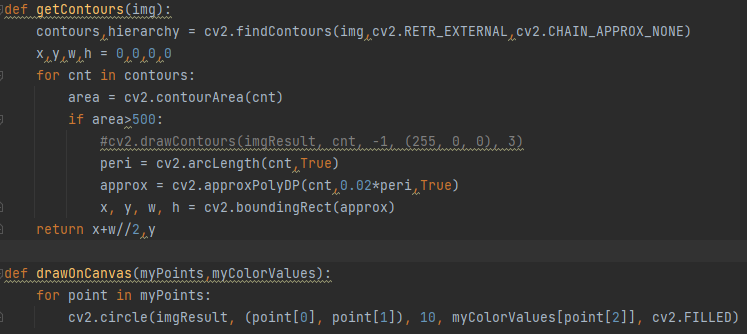 def getContours(img):
    contours,hierarchy = cv2.findContours(img,cv2.RETR_EXTERNAL,cv2.CHAIN_APPROX_NONE)
    x,y,w,h = 0,0,0,0
    for cnt in contours:
        area = cv2.contourArea(cnt)
        if area>500:
            #cv2.drawContours(imgResult, cnt, -1, (255, 0, 0), 3)
            peri = cv2.arcLength(cnt,True)
            approx = cv2.approxPolyDP(cnt,0.02*peri,True)
            x, y, w, h = cv2.boundingRect(approx)
    return x+w//2,y
def drawOnCanvas(myPoints,myColorValues):
    for point in myPoints:
        cv2.circle(imgResult, (point[0], point[1]), 10, myColorValues[point[2]], cv2.FILLED)